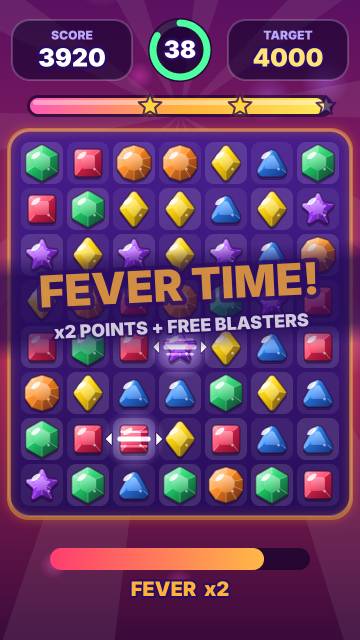 SCORE
3920
38
TARGET
4000
FEVER TIME!
x2 POINTS + FREE BLASTERS
FEVER x2